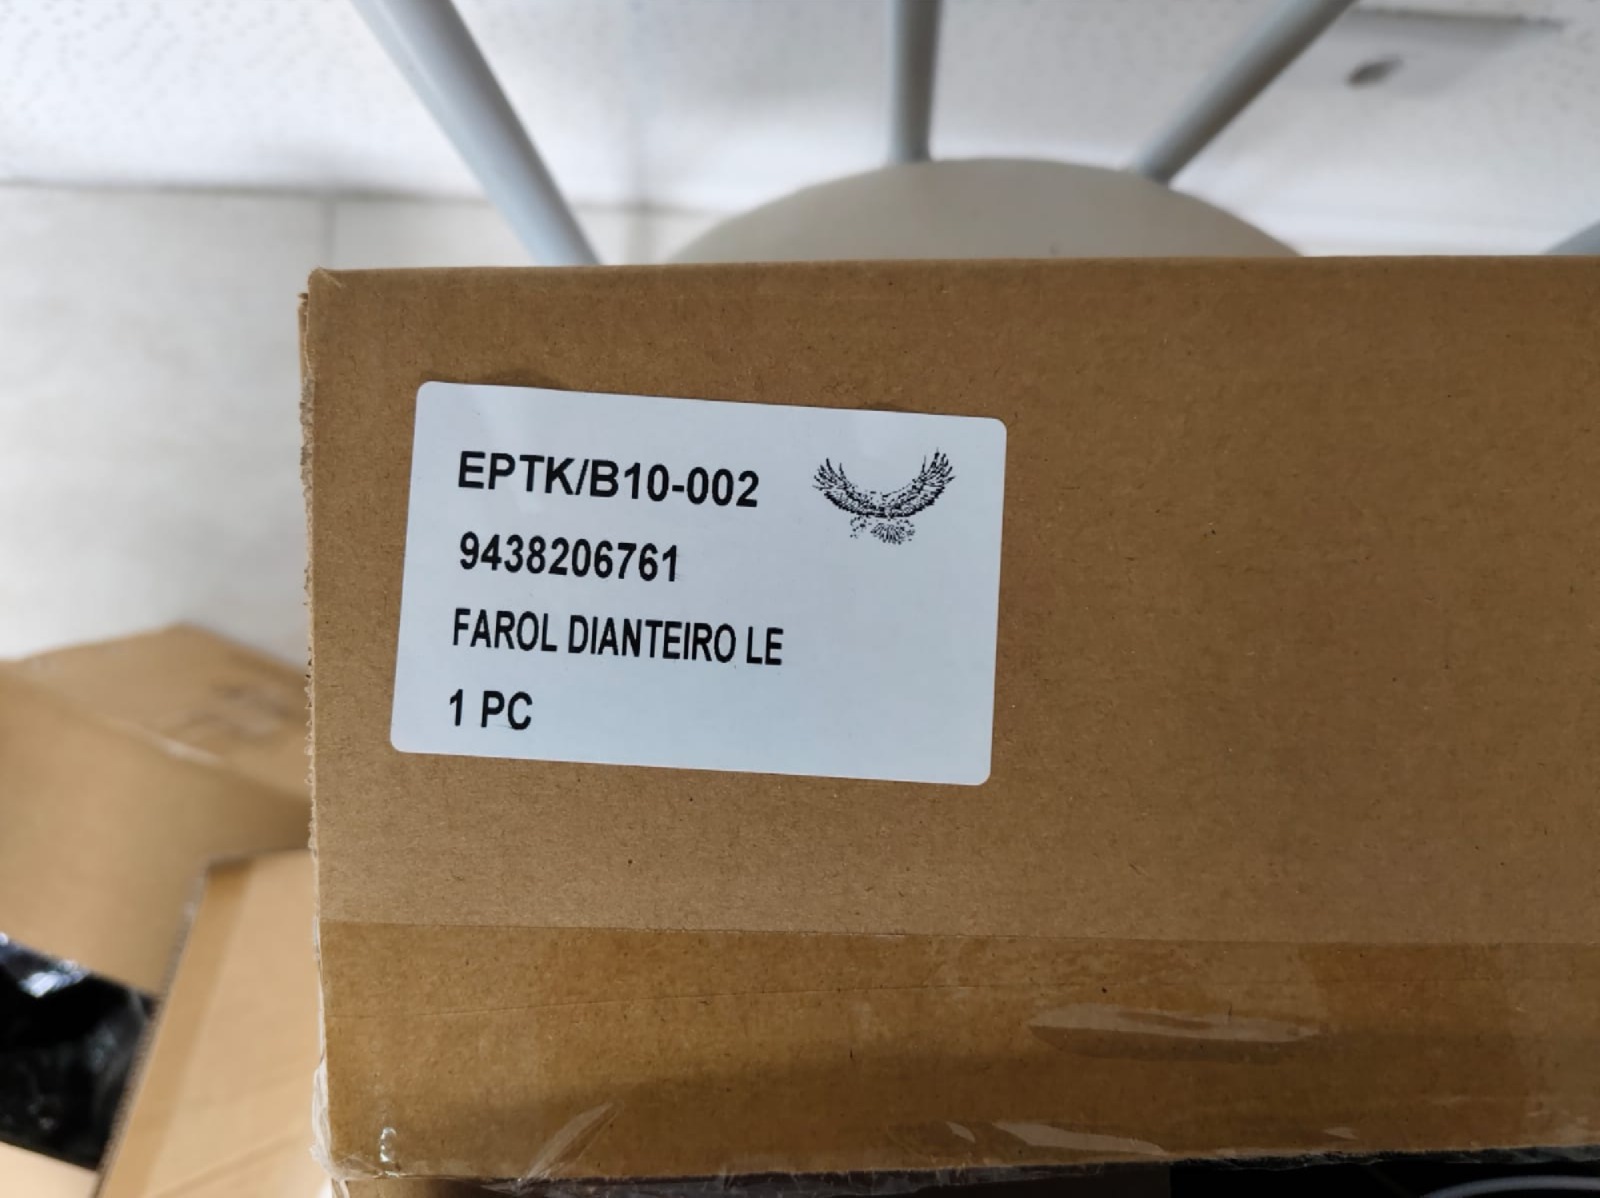 EPTK/B10-002
9438206761
FAROL DIANTEIRO LE
1 PC